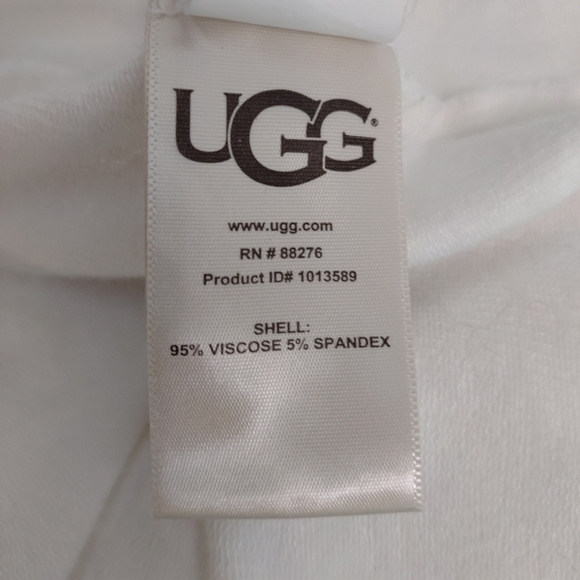 UGG®
www.ugg.com
RN # 88276
Product ID# 1013589
SHELL:
95% VISCOSE 5% SPANDEX